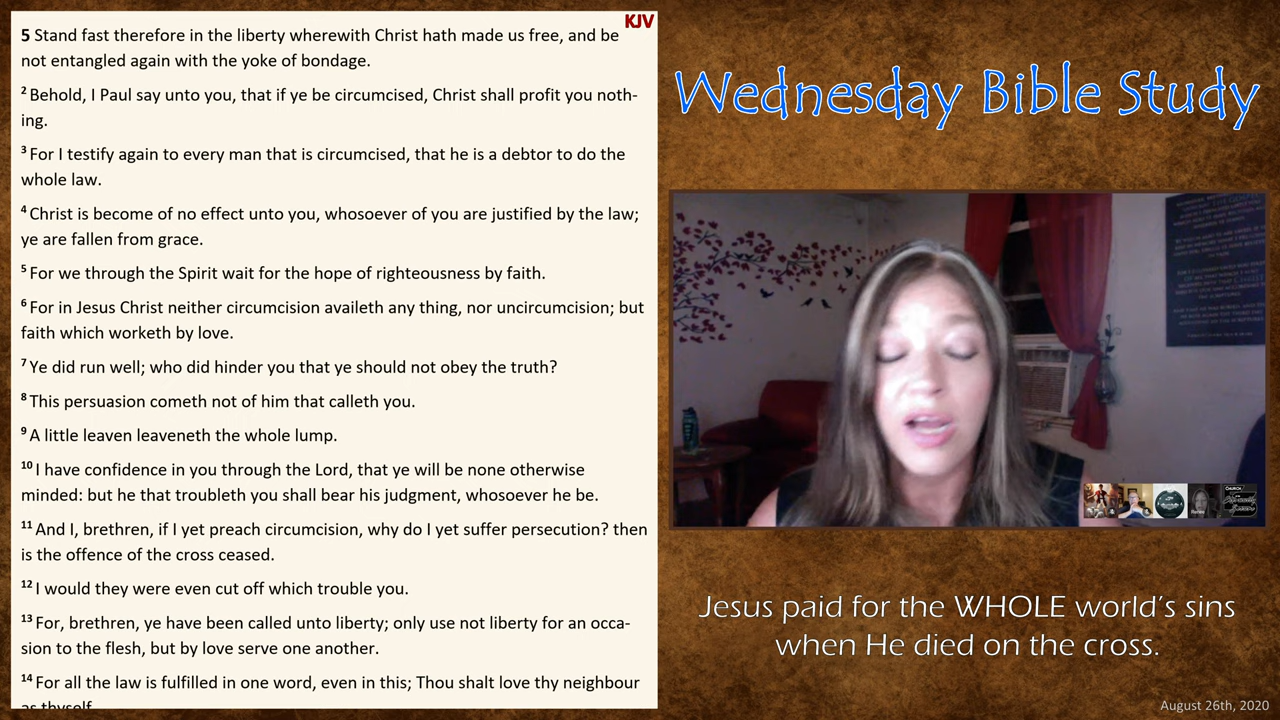 KJV
5 Stand fast therefore in the liberty wherewith Christ hath made us free, and be
not entangled again with the yoke of bondage.
2 Behold, I Paul say unto you, that if ye be circumcised, Christ shall profit you noth-
ing.
3 For I testify again to every man that is circumcised, that he is a debtor to do the
whole law.
4 Christ is become of no effect unto you, whosoever of you are justified by the law;
ye are fallen from grace.
5 For we through the Spirit wait for the hope of righteousness by faith.
6 For in Jesus Christ neither circumcision availeth any thing, nor uncircumcision; but
faith which worketh by love.
7 Ye did run well; who did hinder you that ye should not obey the truth?
8 This persuasion cometh not of him that calleth you.
9 A little leaven leaveneth the whole lump.
10 I have confidence in you through the Lord, that ye will be none otherwise
minded: but he that troubleth you shall bear his judgment, whosoever he be.
11 And I, brethren, if I yet preach circumcision, why do I yet suffer persecution? then
is the offence of the cross ceased.
12 I would they were even cut off which trouble you.
13 For, brethren, ye have been called unto liberty; only use not liberty for an occa-
sion to the flesh, but by love serve one another.
14 For all the law is fulfilled in one word, even in this; Thou shalt love thy neighbour
as thyself
Wednesday Bible Study
Renee
CHURCH
Jesus paid for the WHOLE world's sins
when He died on the cross.
August 26th, 2020